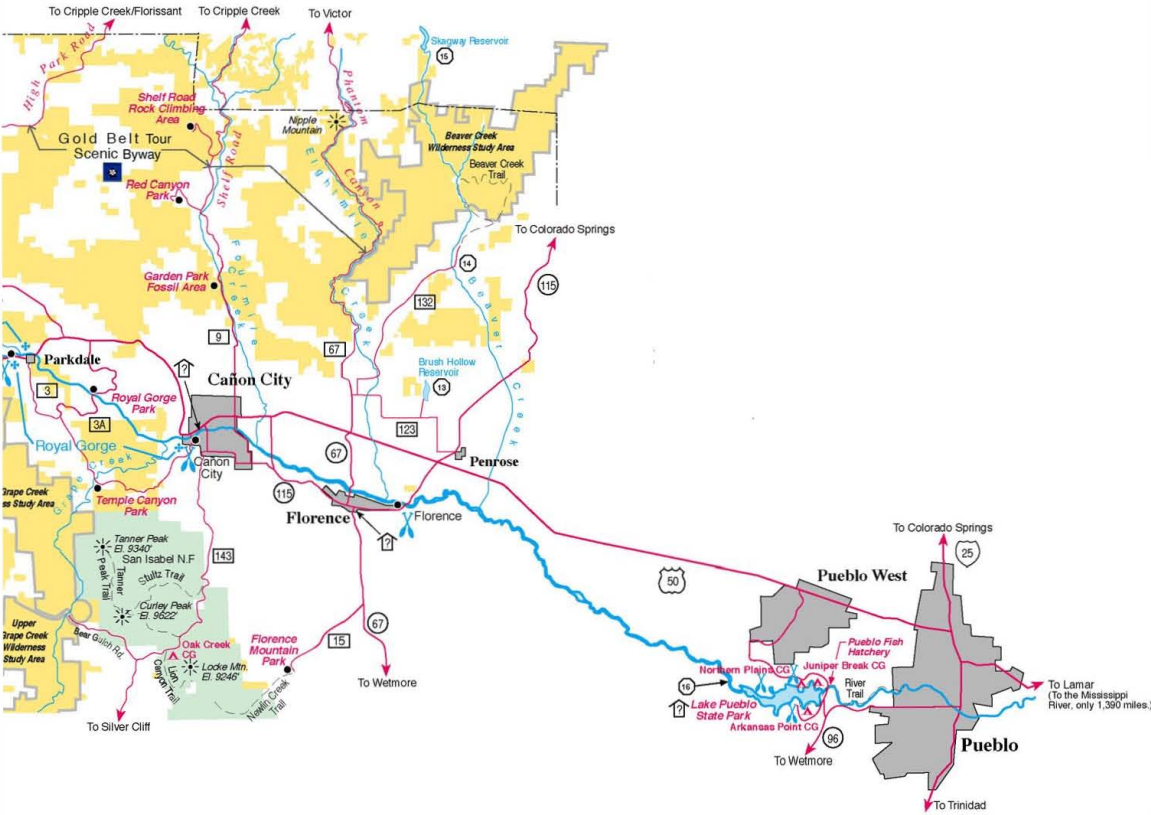 To Cripple Creek/Florissant
To Cripple Creek
To Victor
High Park Road
Skagway Reservoir
15
Shelf Road
Rock Climbing
Area
Phantom
Canyon
Nipple
Mountain
Gold Belt Tour
Scenic Byway
Shelf Road
Eightmile
Creek
Beaver Creek
Wilderness Study Area
Beaver Creek
Trail
Red Canyon
Park
To Colorado Springs
14
115
Garden Park
Fossil Area
Fourmile
Creek
132
Beaver
Creek
9
67
Parkdale
?
Cañon City
Brush Hollow
Reservoir
13
3
Royal Gorge
Park
3A
123
Royal Gorge
Grape Creek
Cañon
City
67
Penrose
Grape Creek
ss Study Area
Temple Canyon
Park
115
Florence
Florence
?
To Colorado Springs
25
Tanner Peak
El. 9340'
San Isabel N.F
Tanner
Peak Trail
Stultz Trail
143
50
Pueblo West
Curley Peak
El. 9622'
Upper
Grape Creek
Wilderness
Study Area
Bear Gulch Rd.
Oak Creek
CG
Florence
Mountain
Park
15
67
Pueblo Fish
Hatchery
Locke Mtn.
El. 9246'
Lion
Canyon Trail
Newlin Creek
Trail
To Wetmore
Northern Plains CG
Juniper Break CG
River
Trail
16
?
Lake Pueblo
State Park
To Lamar
(To the Mississippi
River, only 1,390 miles.)
To Silver Cliff
Arkansas Point CG
96
To Wetmore
Pueblo
To Trinidad